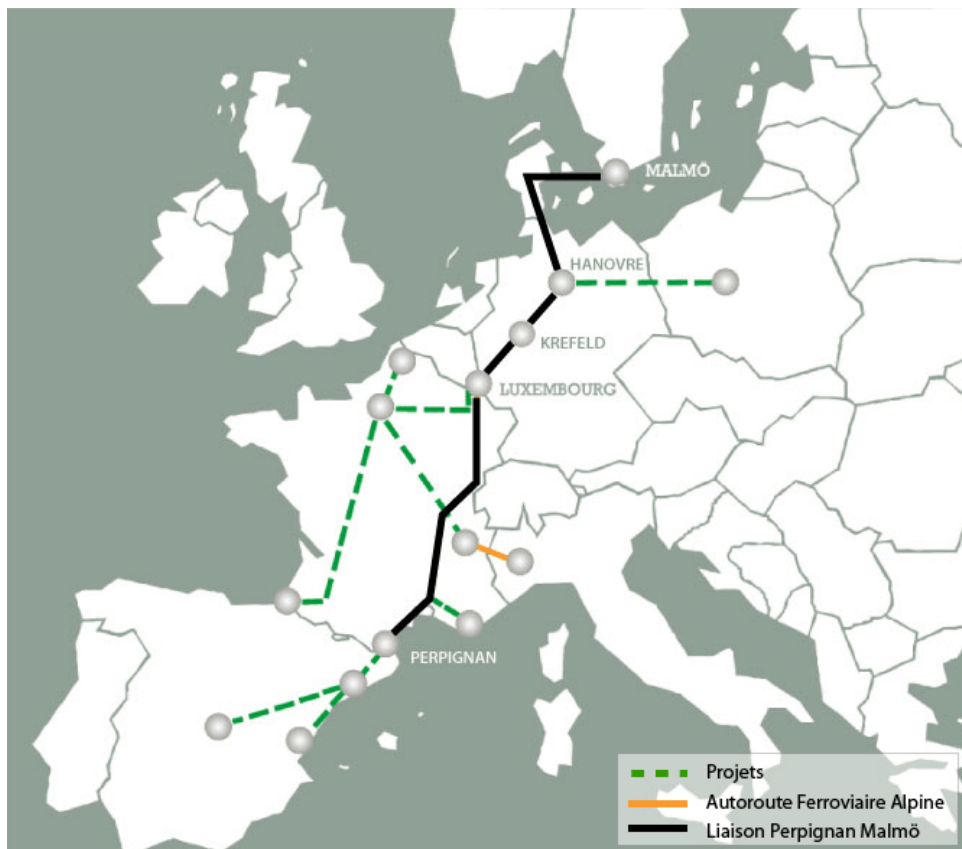 MALMÖ
HANOVRE
KREFELD
LUXEMBOURG
PERPIGNAN
Projets
Autoroute Ferroviaire Alpine
Liaison Perpignan Malmö